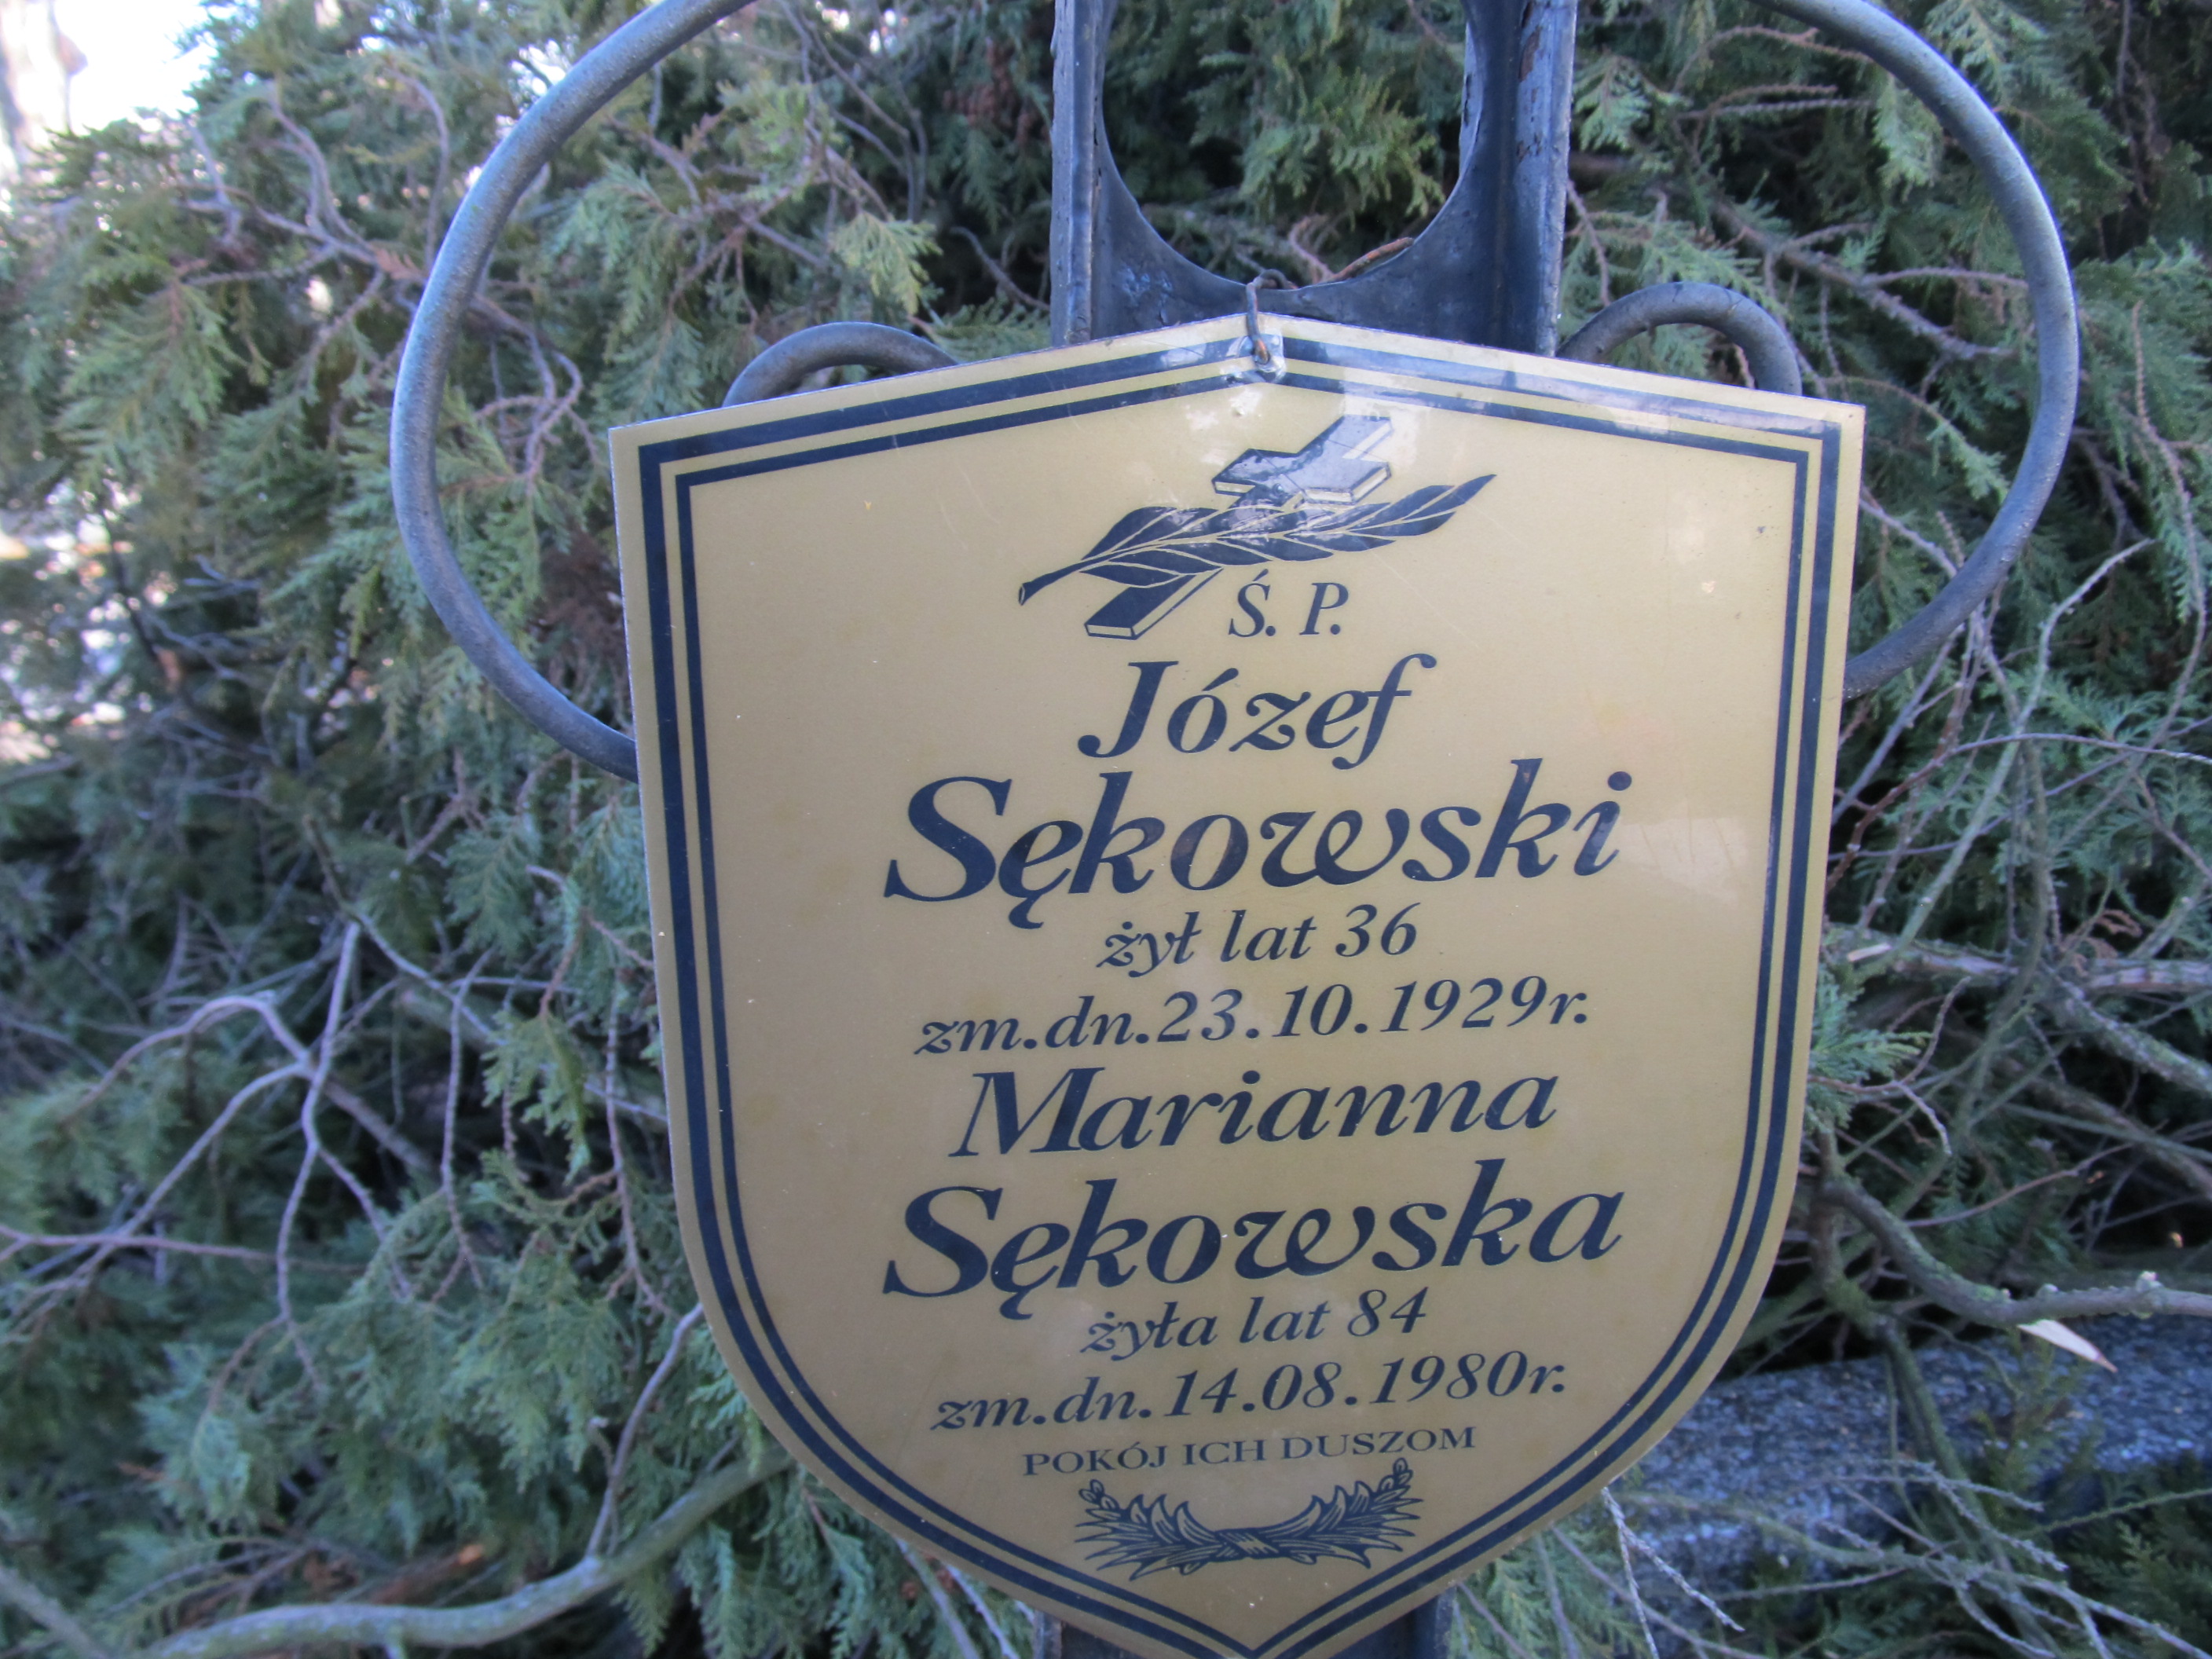 Ś. P.
Józef
Sękowski
żył lat 36
zm.dn.23.10.1929r.
Marianna
Sękowska
żyła lat 84
zm.dn.14.08.1980r.
POKÓJ ICH DUSZOM